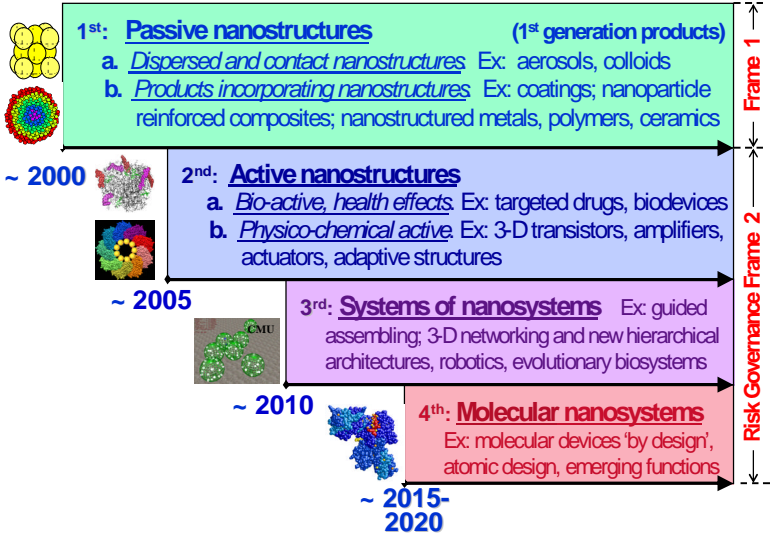 1st: Passive nanostructures (1st generation products)
a. Dispersed and contact nanostructures. Ex: aerosols, colloids
b. Products incorporating nanostructures. Ex: coatings; nanoparticle
reinforced composites; nanostructured metals, polymers, ceramics
Frame 1
~ 2000
2nd: Active nanostructures
a. Bio-active, health effects. Ex: targeted drugs, biodevices
b. Physico-chemical active. Ex: 3-D transistors, amplifiers,
actuators, adaptive structures
~ 2005
CMU
3rd: Systems of nanosystems Ex: guided
assembling; 3-D networking and new hierarchical
architectures, robotics, evolutionary biosystems
Risk Governance Frame 2
~ 2010
4th: Molecular nanosystems
Ex: molecular devices ‘by design’,
atomic design, emerging functions
~ 2015-
2020